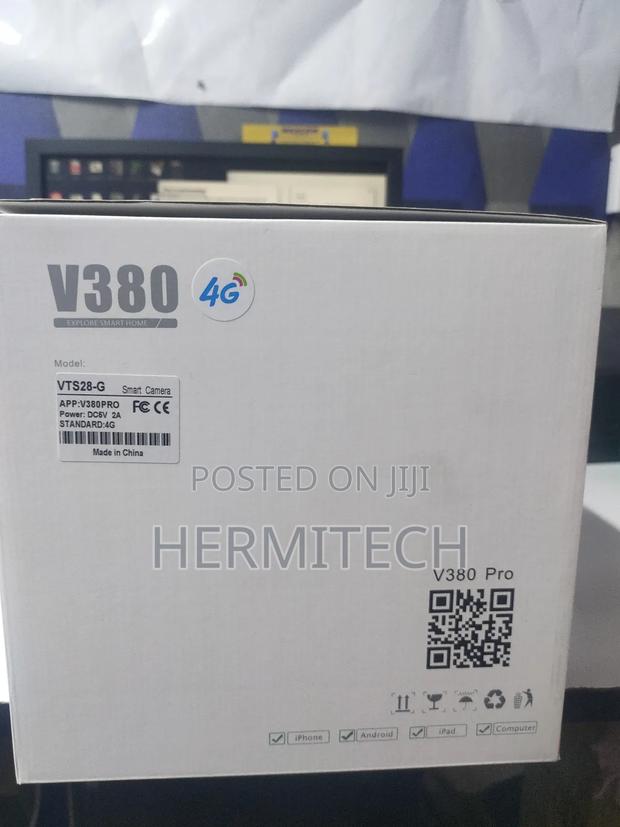 V380
4G
EXPLORE SMART HOME
Model:
VTS28-G Smart Camera
APP:V380PRO FC CE
Power: DC5V 2A
STANDARD:4G
Made in China
POSTED ON JIJI
HERMITECH
V380 Pro
iPhone Android iPad Computer